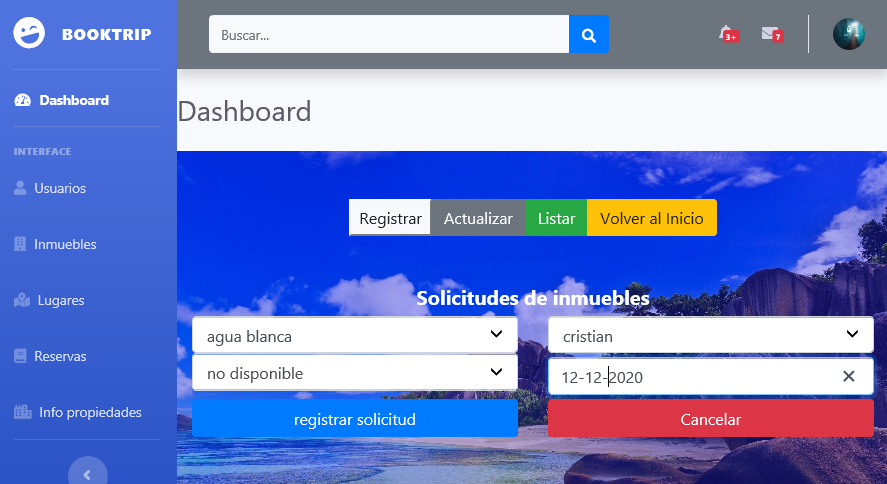 BOOKTRIP
Buscar...
3+
7
Dashboard
Dashboard
INTERFACE
Usuarios
Inmuebles
Lugares
Reservas
Info propiedades
Registrar
Actualizar
Listar
Volver al Inicio
Solicitudes de inmuebles
agua blanca
cristian
no disponible
12-12-2020
registrar solicitud
Cancelar